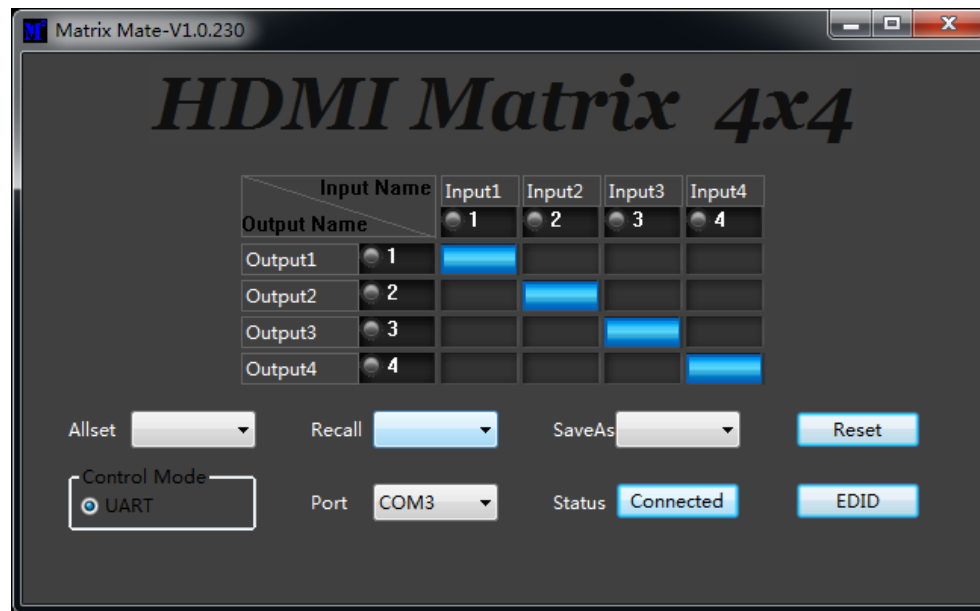 Matrix Mate-V1.0.230
HDMI Matrix 4x4
Input Name Input1 Input2 Input3 Input4
Output Name 1 2 3 4
Output1 1
Output2 2
Output3 3
Output4 4
Allset Recall SaveAs Reset
Control Mode
UART Port COM3 Status Connected EDID